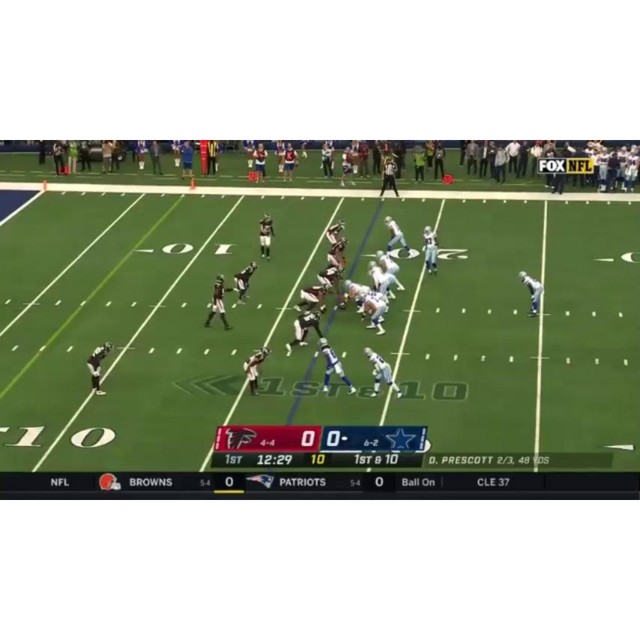 FOX NFL
10
20
1ST & 10
10
4-4 0 0 6-2
1ST 12:29 10 1ST & 10 D. PRESCOTT 2/3, 48 YDS
NFL BROWNS 5-4 0 PATRIOTS 5-4 0 Ball On CLE 37